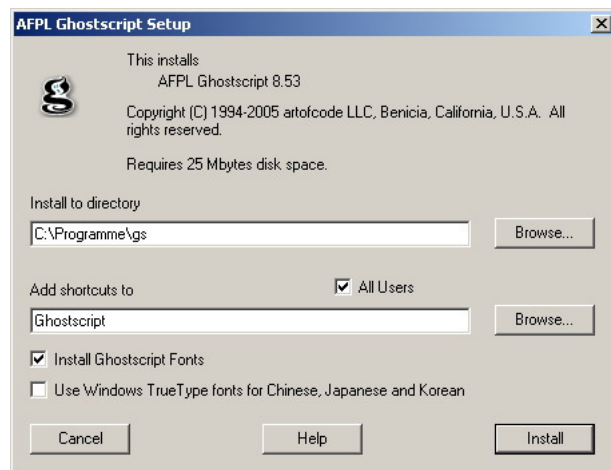 AFPL Ghostscript Setup
This installs
AFPL Ghostscript 8.53
Copyright (C) 1994-2005 artofcode LLC, Benicia, California, U.S.A. All
rights reserved.
Requires 25 Mbytes disk space.
Install to directory
C:\Programme\gs
Browse...
Add shortcuts to
All Users
Ghostscript
Browse...
Install Ghostscript Fonts
Use Windows TrueType fonts for Chinese, Japanese and Korean
Cancel
Help
Install